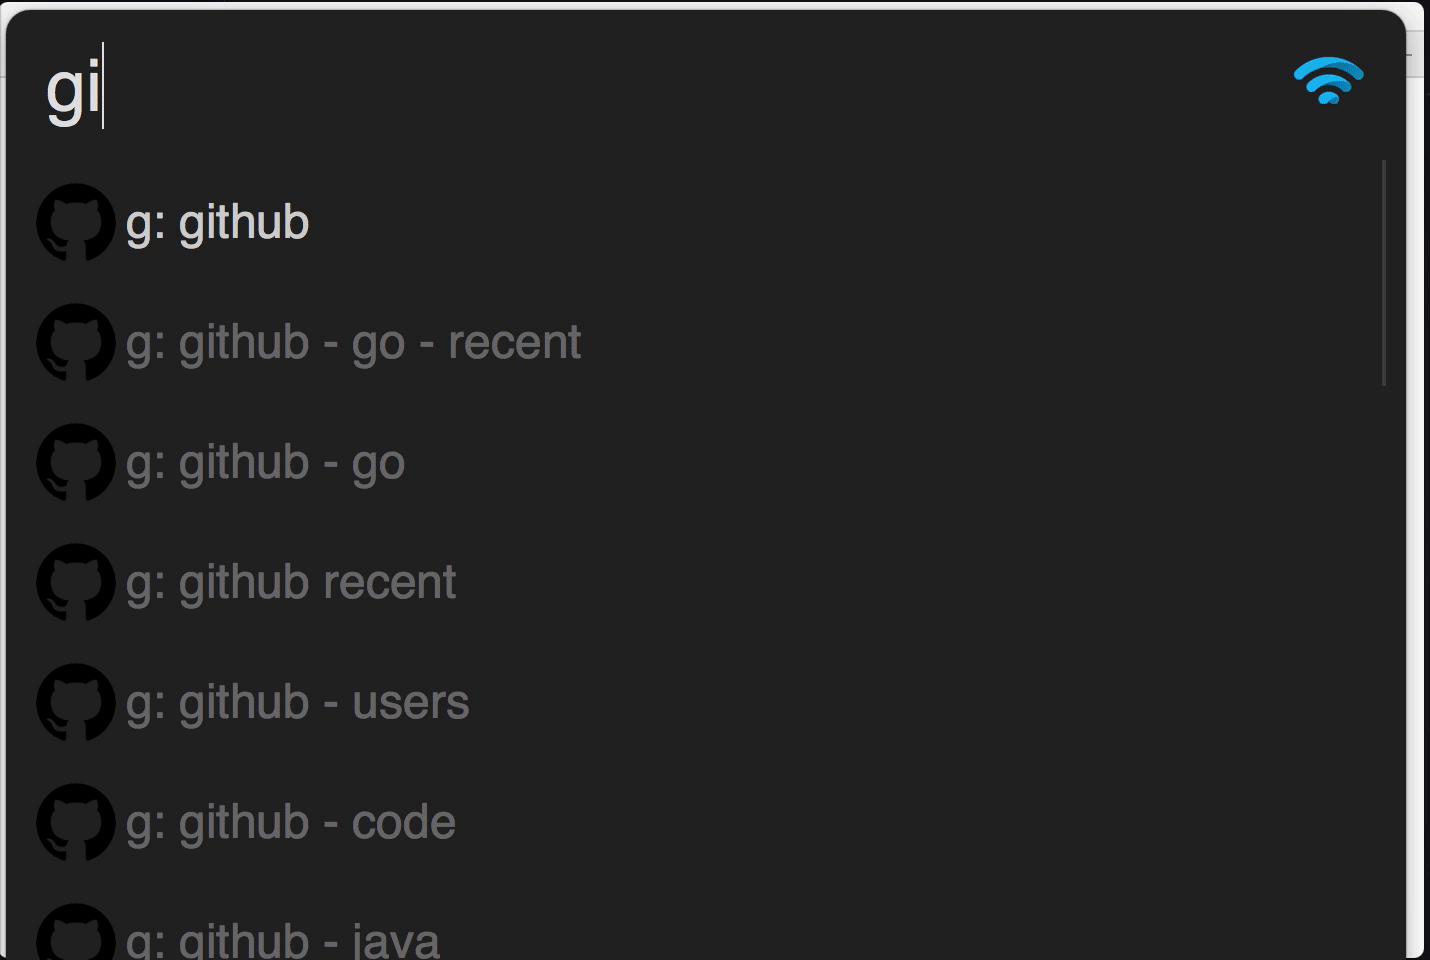 gi
g: github
g: github - go - recent
g: github - go
g: github recent
g: github - users
g: github - code
g: github - java